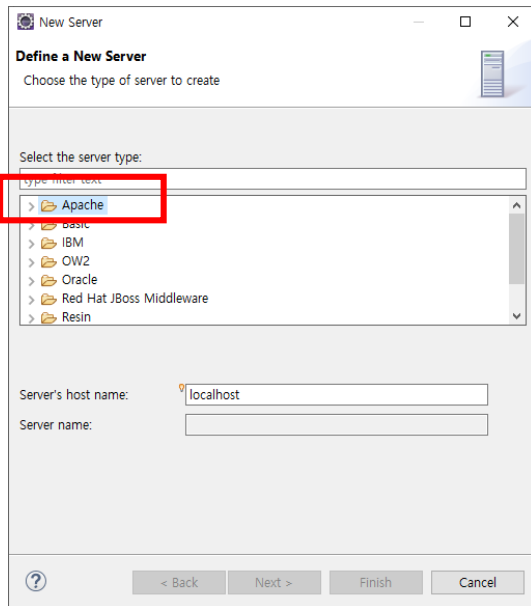 New Server
Define a New Server
Choose the type of server to create
Select the server type:
type filter text
Apache
Basic
IBM
OW2
Oracle
Red Hat JBoss Middleware
Resin
Server's host name: localhost
Server name:
? < Back Next > Finish Cancel